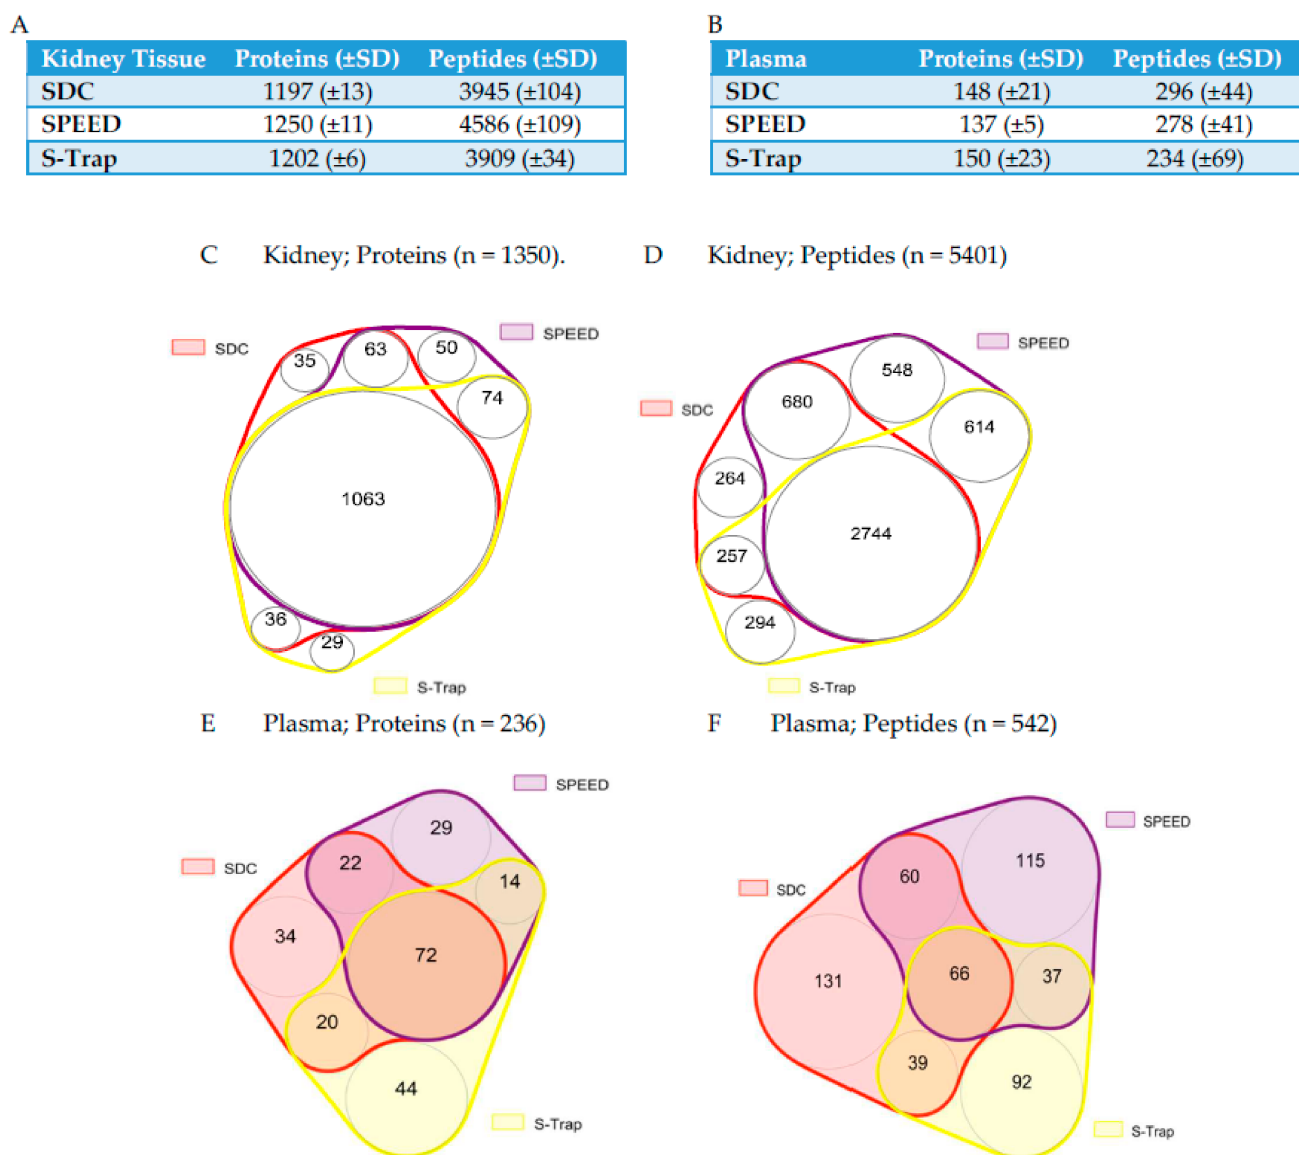 A
Kidney Tissue Proteins (±SD) Peptides (±SD)
SDC 1197 (±13) 3945 (±104)
SPEED 1250 (±11) 4586 (±109)
S-Trap 1202 (±6) 3909 (±34)
B
Plasma Proteins (±SD) Peptides (±SD)
SDC 148 (±21) 296 (±44)
SPEED 137 (±5) 278 (±41)
S-Trap 150 (±23) 234 (±69)
C Kidney; Proteins (n = 1350).
SPEED
SDC
35
63
50
74
1063
36
29
S-Trap
D Kidney; Peptides (n = 5401)
SPEED
SDC
548
680
614
264
2744
257
294
S-Trap
E Plasma; Proteins (n = 236)
SPEED
SDC
29
22
14
34
72
20
44
S-Trap
F Plasma; Peptides (n = 542)
SPEED
SDC
115
60
131
66
37
39
92
S-Trap